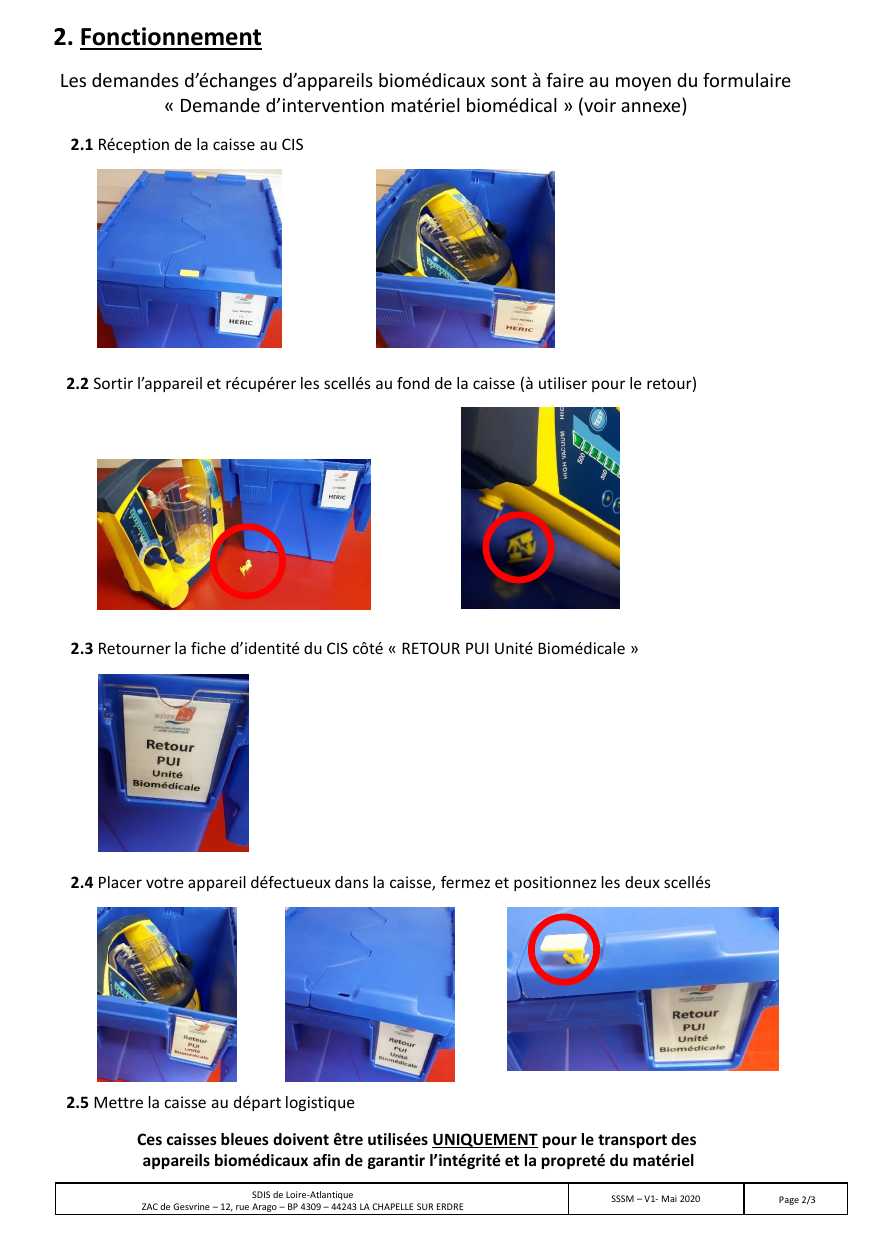 2. Fonctionnement
Les demandes d’échanges d’appareils biomédicaux sont à faire au moyen du formulaire
« Demande d’intervention matériel biomédical » (voir annexe)
2.1 Réception de la caisse au CIS
HERIC
HERIC
2.2 Sortir l’appareil et récupérer les scellés au fond de la caisse (à utiliser pour le retour)
HERIC
HIGH VACUUM
500
2.3 Retourner la fiche d’identité du CIS côté « RETOUR PUI Unité Biomédicale »
Retour
PUI
Unité
Biomédicale
2.4 Placer votre appareil défectueux dans la caisse, fermez et positionnez les deux scellés
Retour
PUI
Unité
Biomédicale
Retour
PUI
Unité
Biomédicale
Retour
PUI
Unité
Biomédicale
2.5 Mettre la caisse au départ logistique
Ces caisses bleues doivent être utilisées UNIQUEMENT pour le transport des
appareils biomédicaux afin de garantir l’intégrité et la propreté du matériel
SDIS de Loire-Atlantique
ZAC de Gesvrine – 12, rue Arago – BP 4309 – 44243 LA CHAPELLE SUR ERDRE
SSSM – V1- Mai 2020
Page 2/3